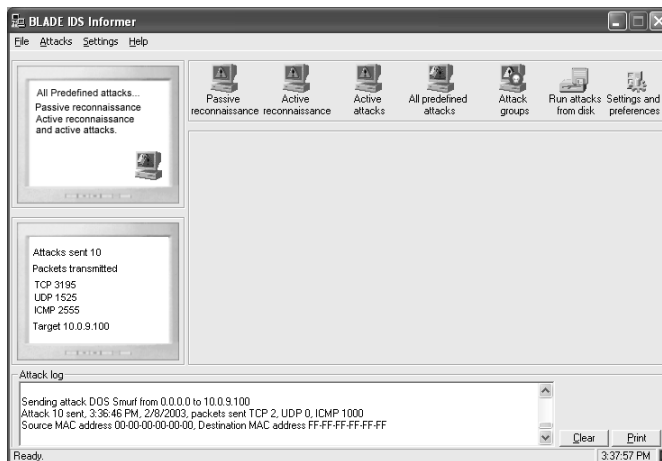 BLADE IDS Informer
File Attacks Settings Help
All Predefined attacks...
Passive reconnaissance
Active reconnaissance
and active attacks.
Passive reconnaissance
Active reconnaissance
Active attacks
All predefined attacks
Attack groups
Run attacks from disk
Settings and preferences
Attacks sent 10
Packets transmitted
TCP 3195
UDP 1525
ICMP 2555
Target 10.0.9.100
Attack log
Sending attack DOS Smurf from 0.0.0.0 to 10.0.9.100
Attack 10 sent, 3:36:46 PM, 2/8/2003, packets sent TCP 2, UDP 0, ICMP 1000
Source MAC address 00-00-00-00-00-00, Destination MAC address FF-FF-FF-FF-FF-FF
Clear Print
Ready. 3:37:57 PM